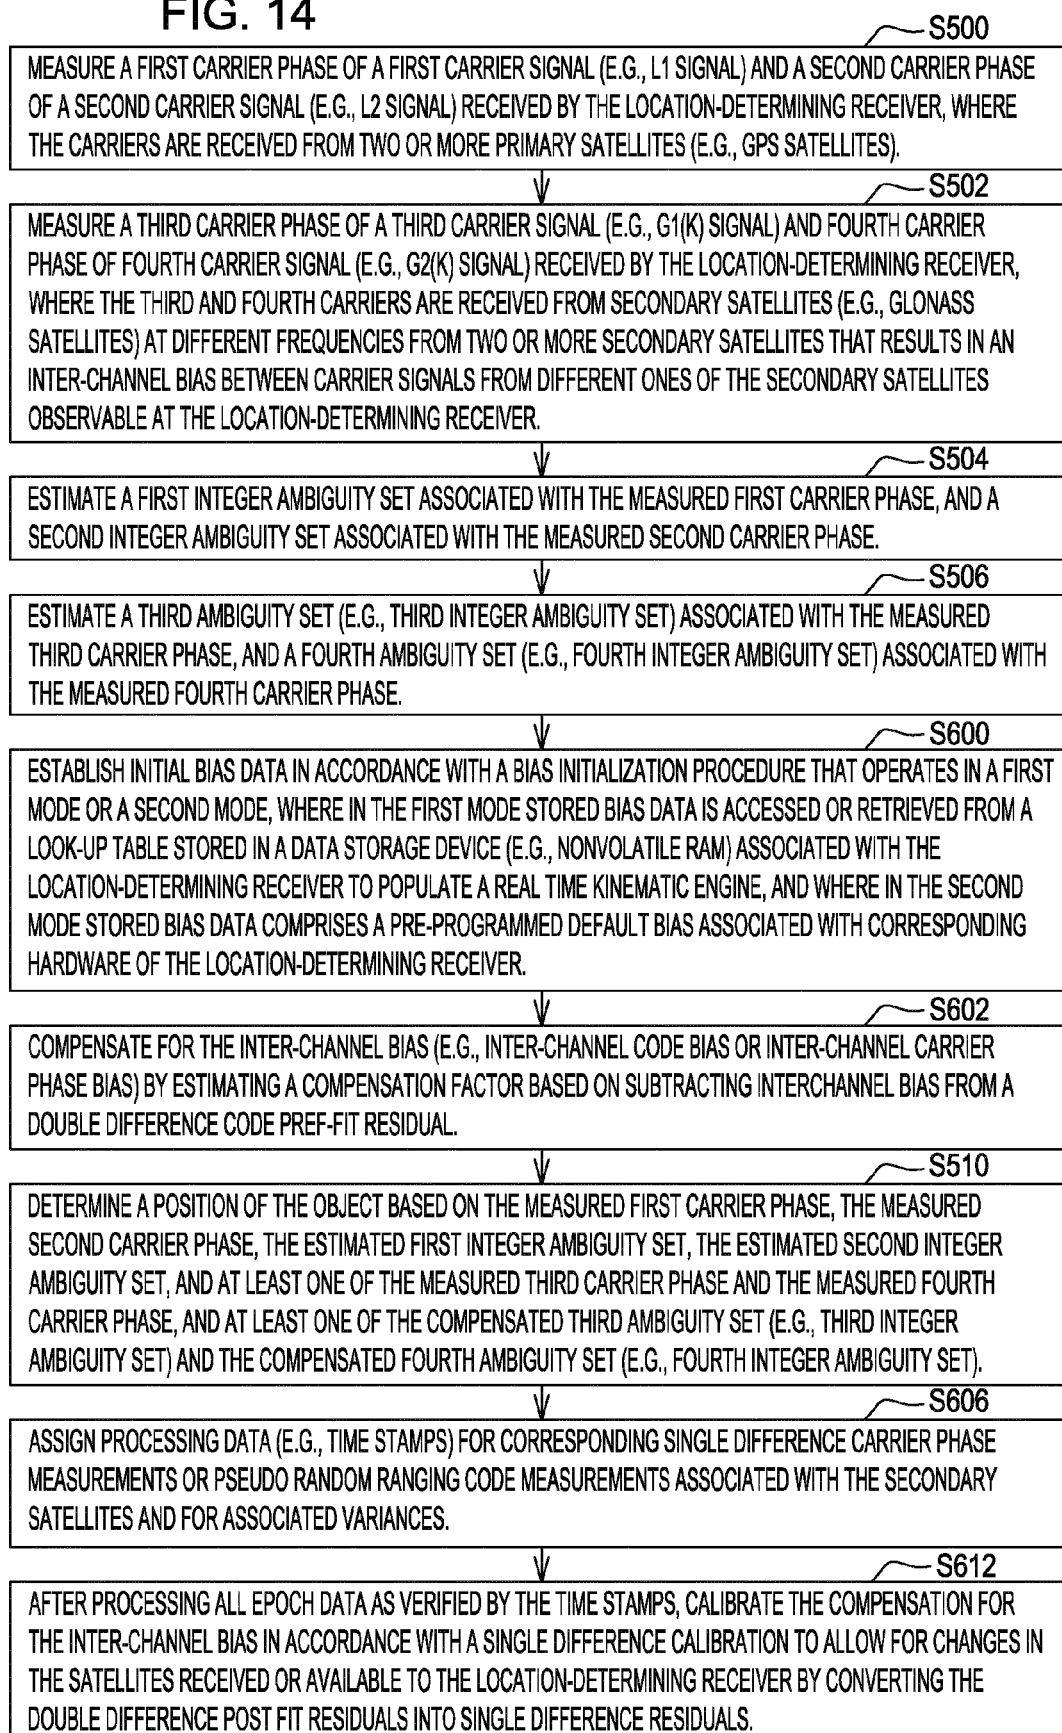 FIG. 14
S500
MEASURE A FIRST CARRIER PHASE OF A FIRST CARRIER SIGNAL (E.G., L1 SIGNAL) AND A SECOND CARRIER PHASE
OF A SECOND CARRIER SIGNAL (E.G., L2 SIGNAL) RECEIVED BY THE LOCATION-DETERMINING RECEIVER, WHERE
THE CARRIERS ARE RECEIVED FROM TWO OR MORE PRIMARY SATELLITES (E.G., GPS SATELLITES).
S502
MEASURE A THIRD CARRIER PHASE OF A THIRD CARRIER SIGNAL (E.G., G1(K) SIGNAL) AND FOURTH CARRIER
PHASE OF FOURTH CARRIER SIGNAL (E.G., G2(K) SIGNAL) RECEIVED BY THE LOCATION-DETERMINING RECEIVER,
WHERE THE THIRD AND FOURTH CARRIERS ARE RECEIVED FROM SECONDARY SATELLITES (E.G., GLONASS
SATELLITES) AT DIFFERENT FREQUENCIES FROM TWO OR MORE SECONDARY SATELLITES THAT RESULTS IN AN
INTER-CHANNEL BIAS BETWEEN CARRIER SIGNALS FROM DIFFERENT ONES OF THE SECONDARY SATELLITES
OBSERVABLE AT THE LOCATION-DETERMINING RECEIVER.
S504
ESTIMATE A FIRST INTEGER AMBIGUITY SET ASSOCIATED WITH THE MEASURED FIRST CARRIER PHASE, AND A
SECOND INTEGER AMBIGUITY SET ASSOCIATED WITH THE MEASURED SECOND CARRIER PHASE.
S506
ESTIMATE A THIRD AMBIGUITY SET (E.G., THIRD INTEGER AMBIGUITY SET) ASSOCIATED WITH THE MEASURED
THIRD CARRIER PHASE, AND A FOURTH AMBIGUITY SET (E.G., FOURTH INTEGER AMBIGUITY SET) ASSOCIATED WITH
THE MEASURED FOURTH CARRIER PHASE.
S600
ESTABLISH INITIAL BIAS DATA IN ACCORDANCE WITH A BIAS INITIALIZATION PROCEDURE THAT OPERATES IN A FIRST
MODE OR A SECOND MODE, WHERE IN THE FIRST MODE STORED BIAS DATA IS ACCESSED OR RETRIEVED FROM A
LOOK-UP TABLE STORED IN A DATA STORAGE DEVICE (E.G., NONVOLATILE RAM) ASSOCIATED WITH THE
LOCATION-DETERMINING RECEIVER TO POPULATE A REAL TIME KINEMATIC ENGINE, AND WHERE IN THE SECOND
MODE STORED BIAS DATA COMPRISES A PRE-PROGRAMMED DEFAULT BIAS ASSOCIATED WITH CORRESPONDING
HARDWARE OF THE LOCATION-DETERMINING RECEIVER.
S602
COMPENSATE FOR THE INTER-CHANNEL BIAS (E.G., INTER-CHANNEL CODE BIAS OR INTER-CHANNEL CARRIER
PHASE BIAS) BY ESTIMATING A COMPENSATION FACTOR BASED ON SUBTRACTING INTERCHANNEL BIAS FROM A
DOUBLE DIFFERENCE CODE PREF-FIT RESIDUAL.
S510
DETERMINE A POSITION OF THE OBJECT BASED ON THE MEASURED FIRST CARRIER PHASE, THE MEASURED
SECOND CARRIER PHASE, THE ESTIMATED FIRST INTEGER AMBIGUITY SET, THE ESTIMATED SECOND INTEGER
AMBIGUITY SET, AND AT LEAST ONE OF THE MEASURED THIRD CARRIER PHASE AND THE MEASURED FOURTH
CARRIER PHASE, AND AT LEAST ONE OF THE COMPENSATED THIRD AMBIGUITY SET (E.G., THIRD INTEGER
AMBIGUITY SET) AND THE COMPENSATED FOURTH AMBIGUITY SET (E.G., FOURTH INTEGER AMBIGUITY SET).
S606
ASSIGN PROCESSING DATA (E.G., TIME STAMPS) FOR CORRESPONDING SINGLE DIFFERENCE CARRIER PHASE
MEASUREMENTS OR PSEUDO RANDOM RANGING CODE MEASUREMENTS ASSOCIATED WITH THE SECONDARY
SATELLITES AND FOR ASSOCIATED VARIANCES.
S612
AFTER PROCESSING ALL EPOCH DATA AS VERIFIED BY THE TIME STAMPS, CALIBRATE THE COMPENSATION FOR
THE INTER-CHANNEL BIAS IN ACCORDANCE WITH A SINGLE DIFFERENCE CALIBRATION TO ALLOW FOR CHANGES IN
THE SATELLITES RECEIVED OR AVAILABLE TO THE LOCATION-DETERMINING RECEIVER BY CONVERTING THE
DOUBLE DIFFERENCE POST FIT RESIDUALS INTO SINGLE DIFFERENCE RESIDUALS.